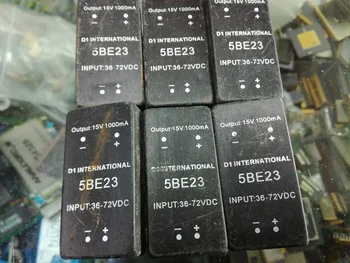 Output:15V 1000mA
D1 INTERNATIONAL
5BE23
INPUT:36-72VDC
− +
Output:15V 1000mA
D1 INTERNATIONAL
5BE23
INPUT:36-72VDC
− +
Output:15V 1000mA
D1 INTERNATIONAL
5BE23
INPUT:36-72VDC
− +
Output:15V 1000mA
− +
D1 INTERNATIONAL
5BE23
INPUT:36-72VDC
− +
Output:15V 1000mA
− +
INTERNATIONAL
5BE23
INPUT:36-72VDC
− +
Output:15V 1000mA
− +
D1 INTERNATIONAL
5BE23
INPUT:36-72VDC
− +